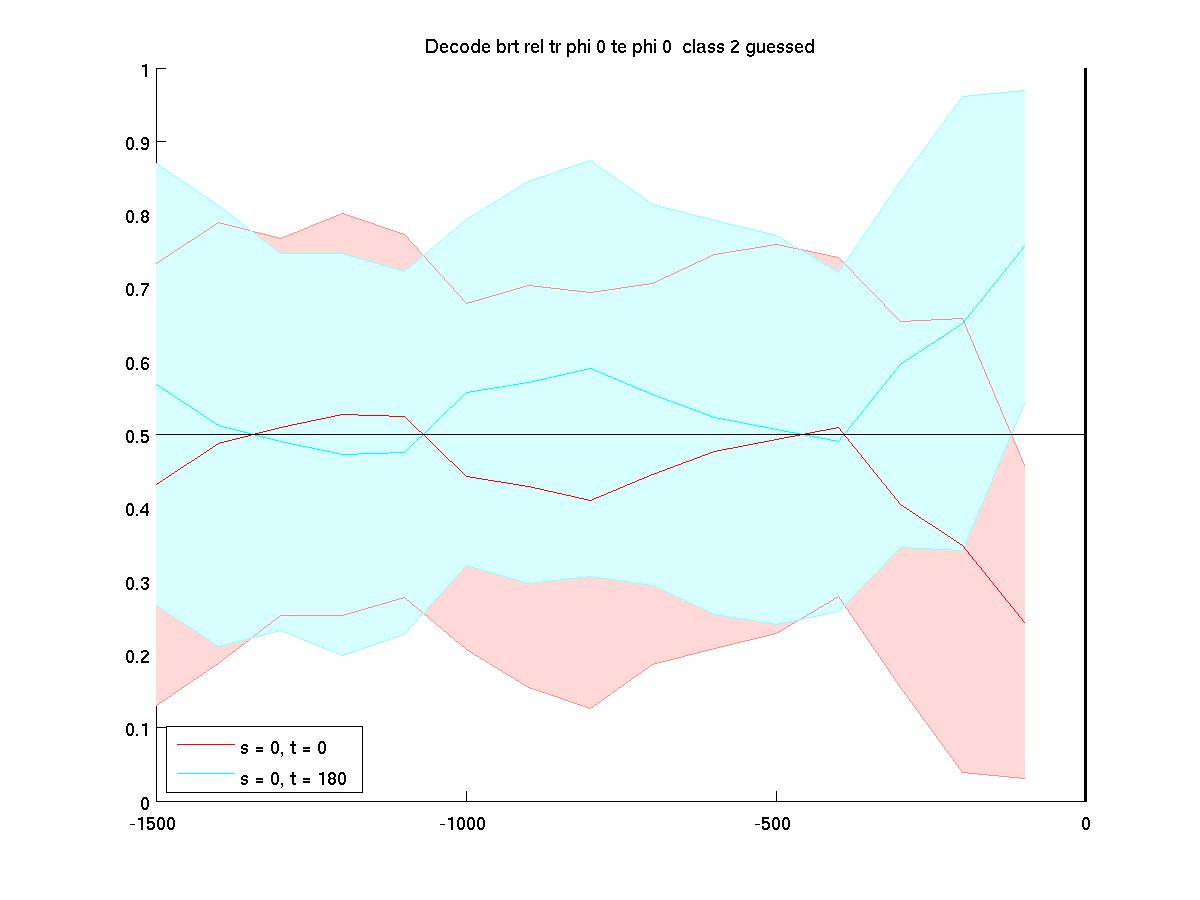 Decode brt rel tr phi 0 te phi 0  class 2 guessed
1
0.9
0.8
0.7
0.6
0.5
0.4
0.3
0.2
0.1
0
s = 0, t = 0
s = 0, t = 180
-1500 -1000 -500 0